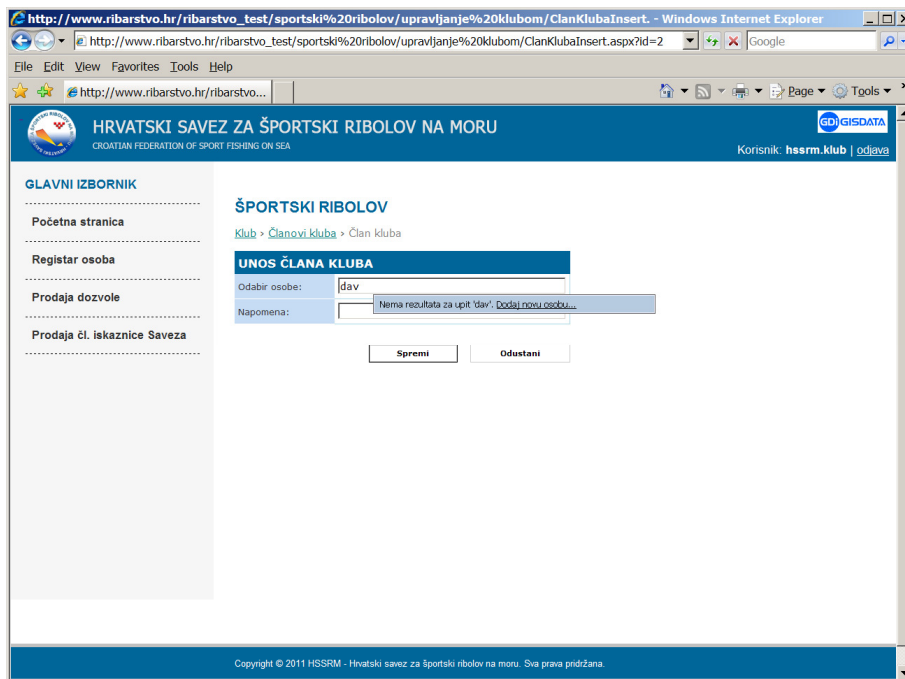 http://www.ribarstvo.hr/ribarstvo_test/sportski%20ribolov/upravljanje%20klubom/ClanKlubaInsert. - Windows Internet Explorer
http://www.ribarstvo.hr/ribarstvo_test/sportski%20ribolov/upravljanje%20klubom/ClanKlubaInsert.aspx?id=2
Google
File Edit View Favorites Tools Help
http://www.ribarstvo.hr/ribarstvo...
Page Tools
HRVATSKI SAVEZ ZA ŠPORTSKI RIBOLOV NA MORU
CROATIAN FEDERATION OF SPORT FISHING ON SEA
GDi GISDATA
Korisnik: hssrm.klub | odjava
GLAVNI IZBORNIK
Početna stranica
Registar osoba
Prodaja dozvole
Prodaja čl. iskaznice Saveza
ŠPORTSKI RIBOLOV
Klub › Članovi kluba › Član kluba
UNOS ČLANA KLUBA
Odabir osobe: dav
Nema rezultata za upit 'dav'. Dodaj novu osobu...
Napomena:
Spremi Odustani
Copyright © 2011 HSSRM - Hrvatski savez za športski ribolov na moru. Sva prava pridržana.